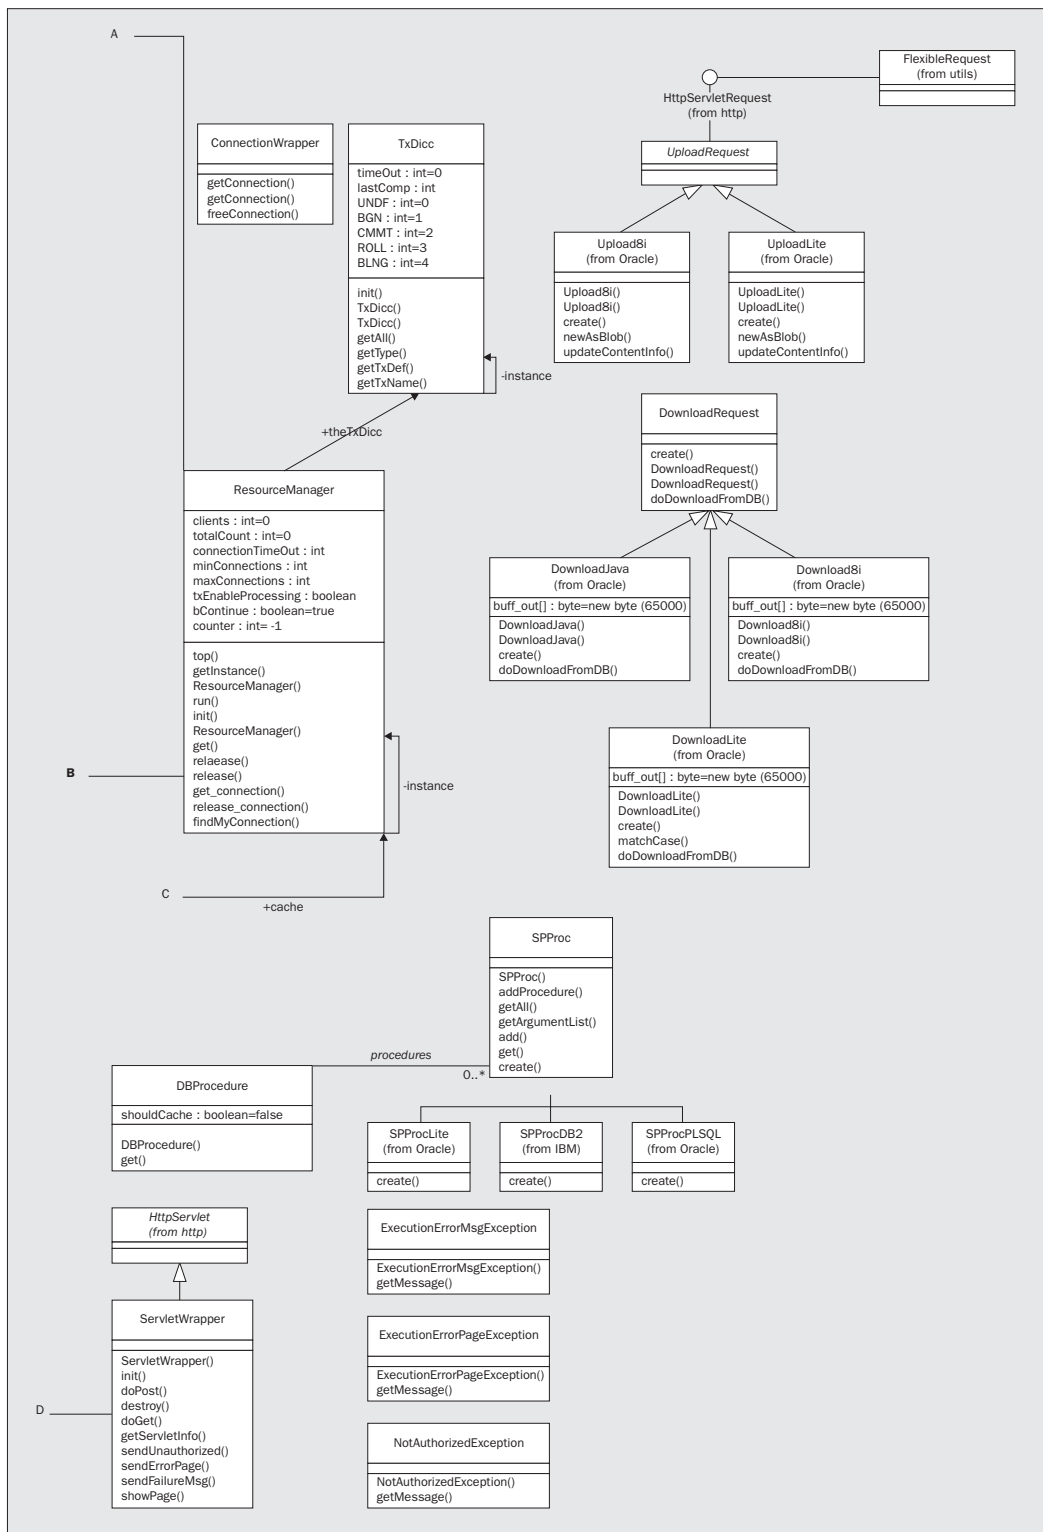 A
FlexibleRequest
(from utils)
HttpServletRequest
(from http)
ConnectionWrapper
getConnection()
getConnection()
freeConnection()
TxDicc
timeOut : int=0
lastComp : int
UNDF : int=0
BGN : int=1
CMMT : int=2
ROLL : int=3
BLNG : int=4
init()
TxDicc()
TxDicc()
getAll()
getType()
getTxDef()
getTxName()
-instance
+theTxDicc
UploadRequest
Upload8i
(from Oracle)
Upload8i()
Upload8i()
create()
newAsBlob()
updateContentInfo()
UploadLite
(from Oracle)
UploadLite()
UploadLite()
create()
newAsBlob()
updateContentInfo()
DownloadRequest
create()
DownloadRequest()
DownloadRequest()
doDownloadFromDB()
ResourceManager
clients : int=0
totalCount : int=0
connectionTimeOut : int
minConnections : int
maxConnections : int
txEnableProcessing : boolean
bContinue : boolean=true
counter : int= -1
top()
getInstance()
ResourceManager()
run()
init()
ResourceManager()
get()
relaease()
release()
get_connection()
release_connection()
findMyConnection()
B
-instance
C
+cache
DownloadJava
(from Oracle)
buff_out[] : byte=new byte (65000)
DownloadJava()
DownloadJava()
create()
doDownloadFromDB()
Download8i
(from Oracle)
buff_out[] : byte=new byte (65000)
Download8i()
Download8i()
create()
doDownloadFromDB()
DownloadLite
(from Oracle)
buff_out[] : byte=new byte (65000)
DownloadLite()
DownloadLite()
create()
matchCase()
doDownloadFromDB()
SPProc
SPProc()
addProcedure()
getAll()
getArgumentList()
add()
get()
create()
procedures
0..*
DBProcedure
shouldCache : boolean=false
DBProcedure()
get()
SPProcLite
(from Oracle)
create()
SPProcDB2
(from IBM)
create()
SPProcPLSQL
(from Oracle)
create()
HttpServlet
(from http)
ExecutionErrorMsgException
ExecutionErrorMsgException()
getMessage()
ServletWrapper
ServletWrapper()
init()
doPost()
destroy()
doGet()
getServletInfo()
sendUnauthorized()
sendErrorPage()
sendFailureMsg()
showPage()
D
ExecutionErrorPageException
ExecutionErrorPageException()
getMessage()
NotAuthorizedException
NotAuthorizedException()
getMessage()